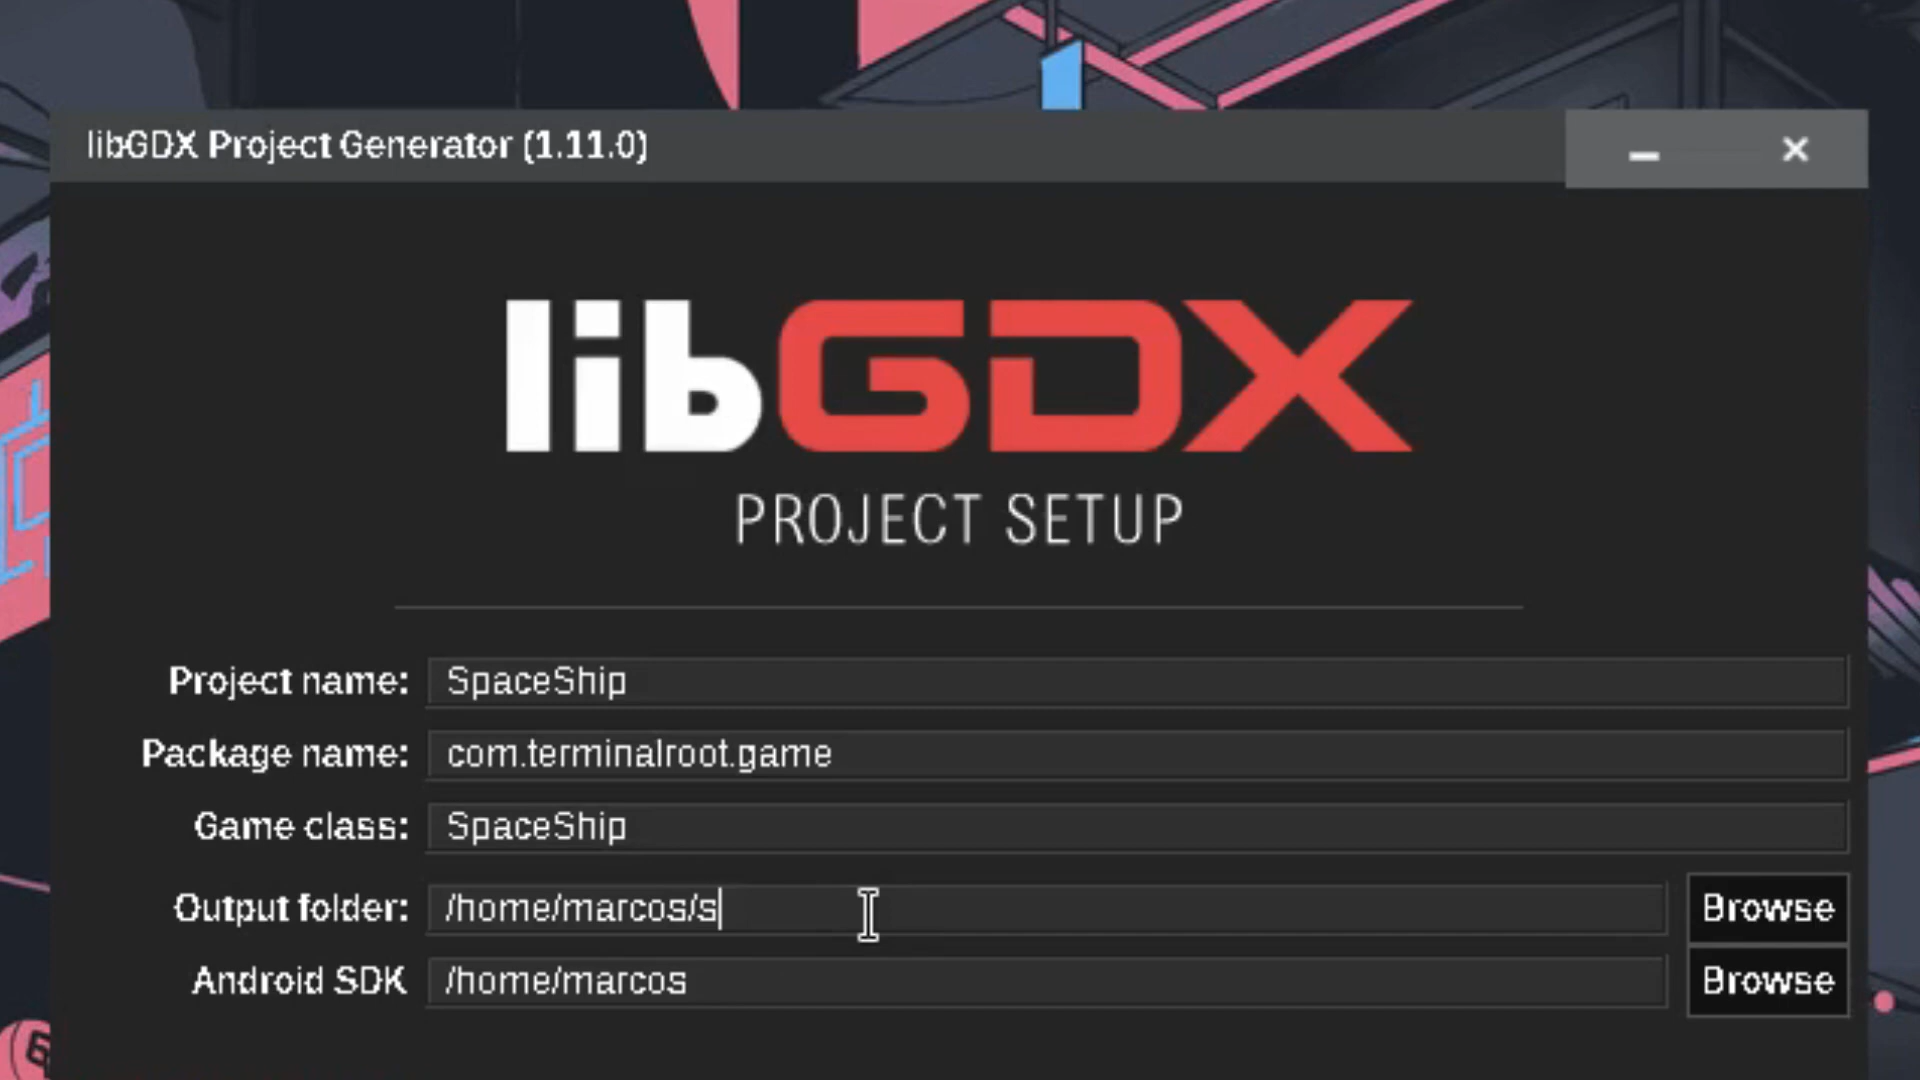 libGDX Project Generator (1.11.0)
libGDX
PROJECT SETUP
Project name: SpaceShip
Package name: com.terminalroot.game
Game class: SpaceShip
Output folder: /home/marcos/s Browse
Android SDK /home/marcos Browse